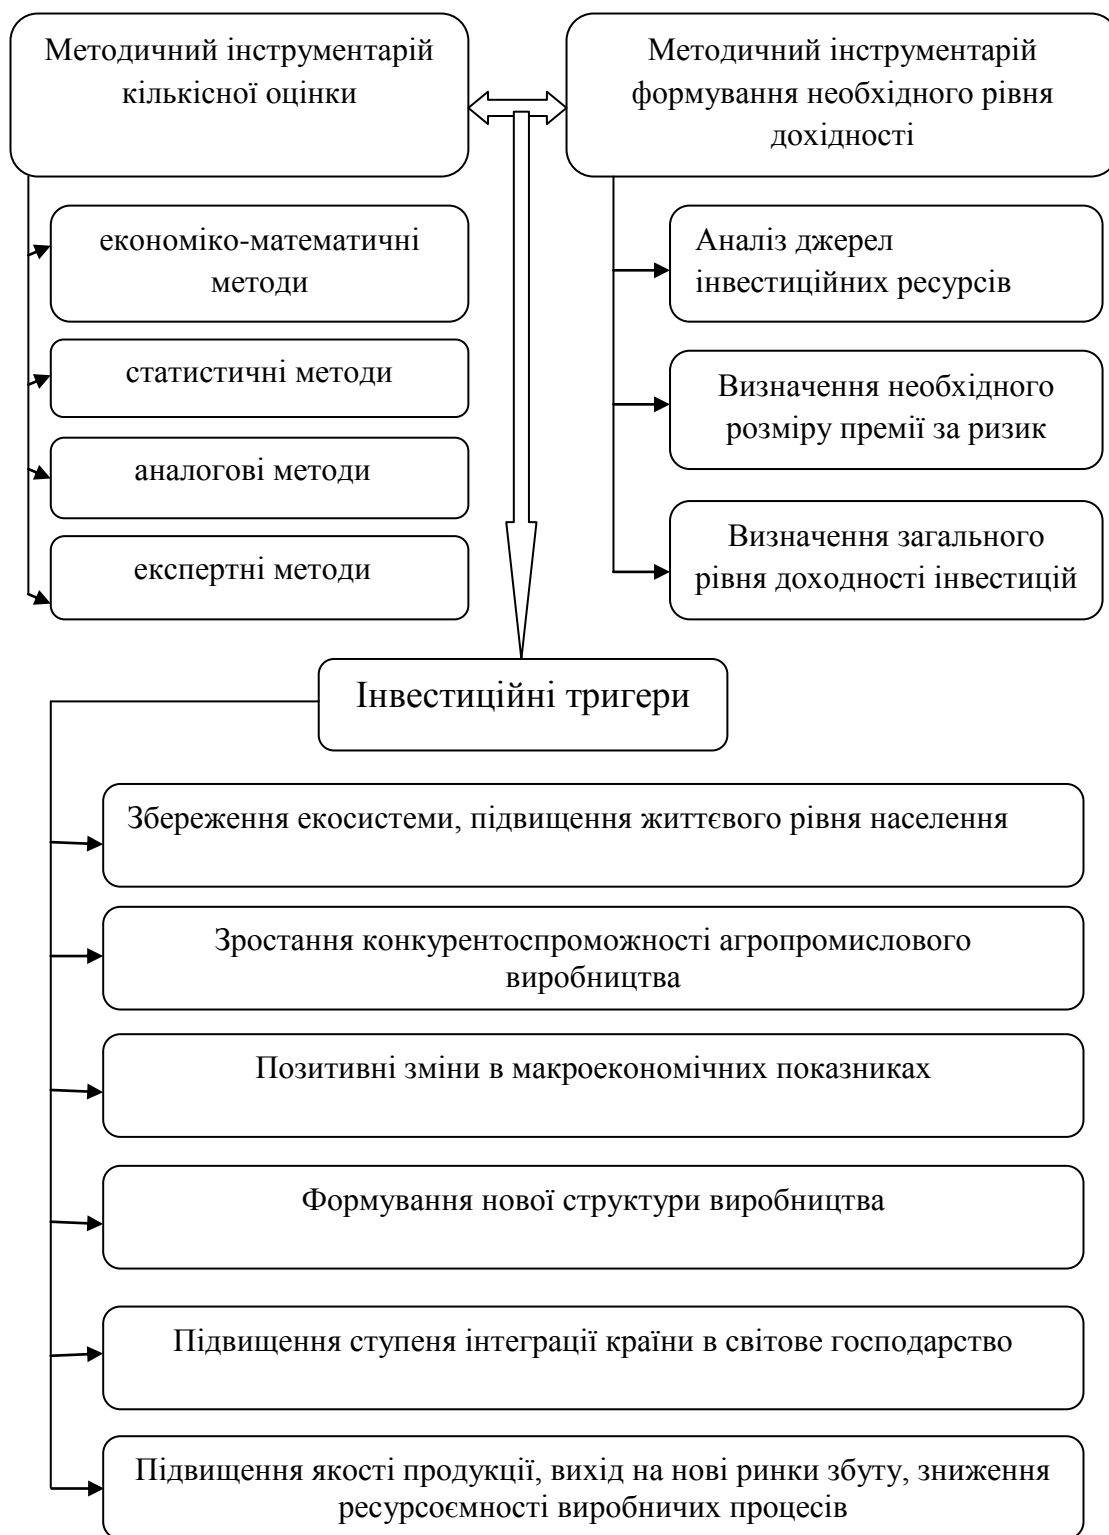 Методичний інструментарій
кількісної оцінки
Методичний інструментарій
формування необхідного рівня
дохідності
економіко-математичні
методи
статистичні методи
аналогові методи
експертні методи
Аналіз джерел
інвестиційних ресурсів
Визначення необхідного
розміру премії за ризик
Визначення загального
рівня доходності інвестицій
Інвестиційні тригери
Збереження екосистеми, підвищення життєвого рівня населення
Зростання конкурентоспроможності агропромислового
виробництва
Позитивні зміни в макроекономічних показниках
Формування нової структури виробництва
Підвищення ступеня інтеграції країни в світове господарство
Підвищення якості продукції, вихід на нові ринки збуту, зниження
ресурсоємності виробничих процесів